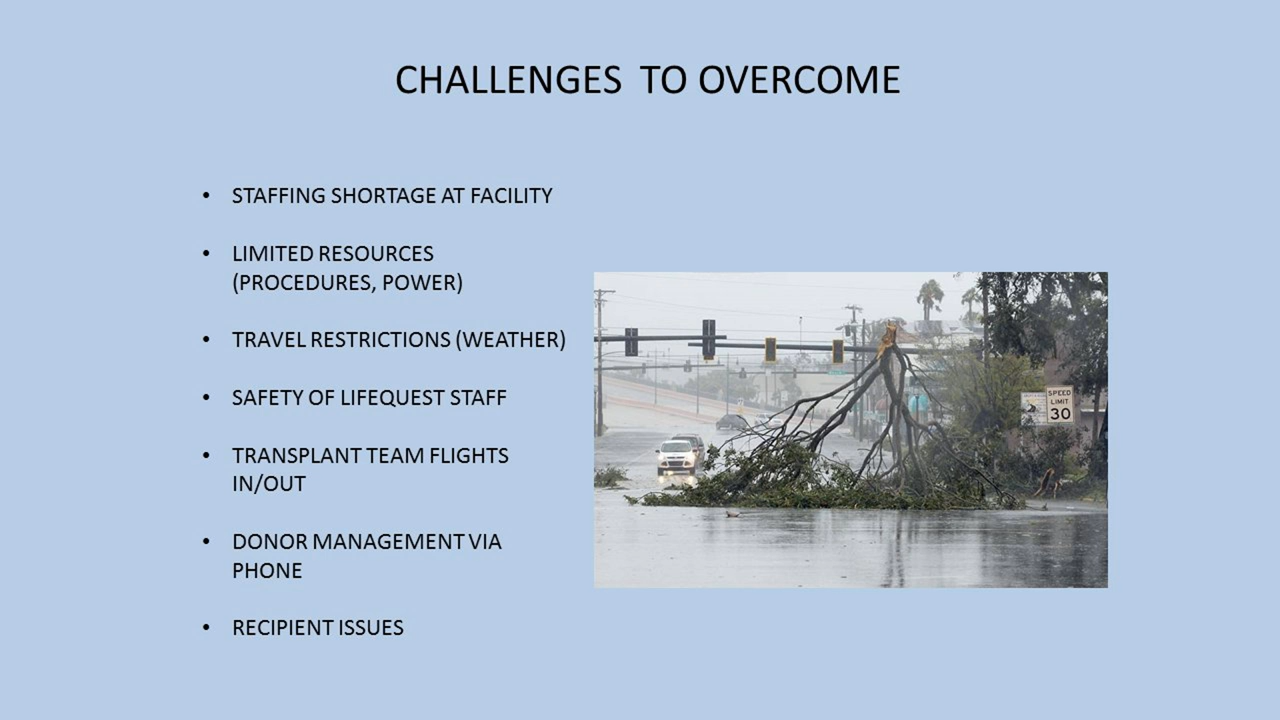 CHALLENGES TO OVERCOME
• STAFFING SHORTAGE AT FACILITY
• LIMITED RESOURCES
(PROCEDURES, POWER)
• TRAVEL RESTRICTIONS (WEATHER)
• SAFETY OF LIFEQUEST STAFF
• TRANSPLANT TEAM FLIGHTS
IN/OUT
• DONOR MANAGEMENT VIA
PHONE
• RECIPIENT ISSUES
SPEED
LIMIT
30